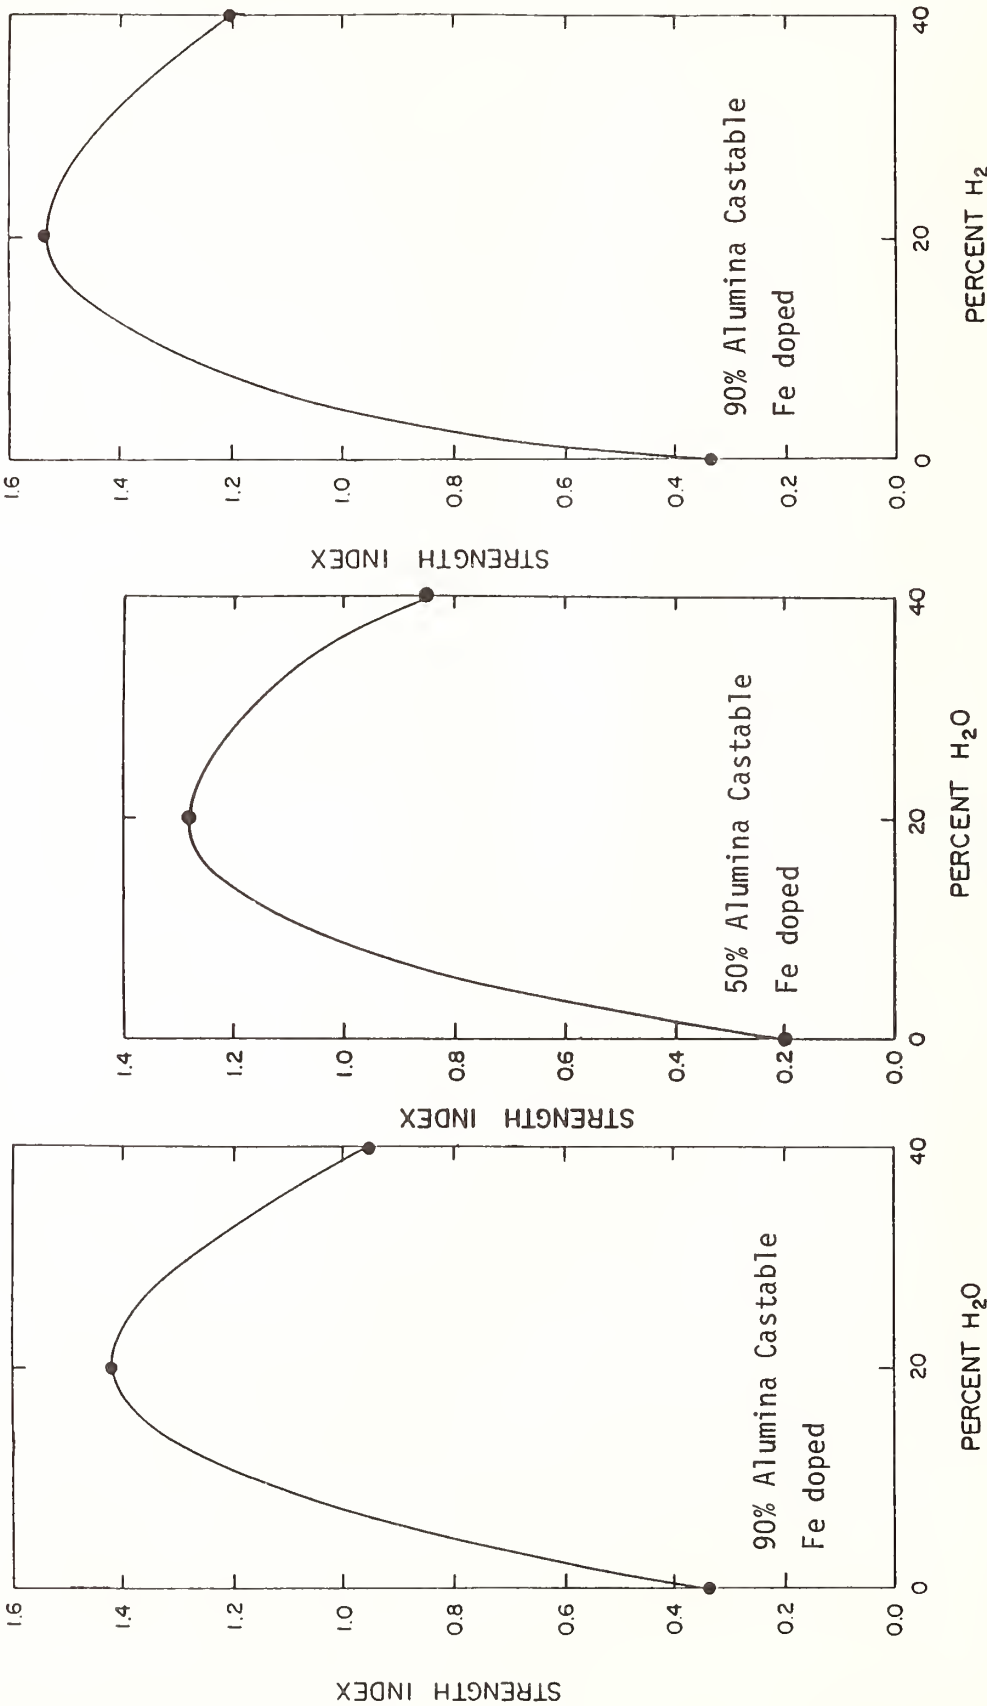 STRENGTH INDEX
1.6
1.4
1.2
1.0
0.8
0.6
0.4
0.2
0.0
90% Alumina Castable
Fe doped
0
20
40
PERCENT H₂
STRENGTH INDEX
1.4
1.2
1.0
0.8
0.6
0.4
0.2
0.0
50% Alumina Castable
Fe doped
0
20
40
PERCENT H₂O
STRENGTH INDEX
1.6
1.4
1.2
1.0
0.8
0.6
0.4
0.2
0.0
90% Alumina Castable
Fe doped
0
20
40
PERCENT H₂O